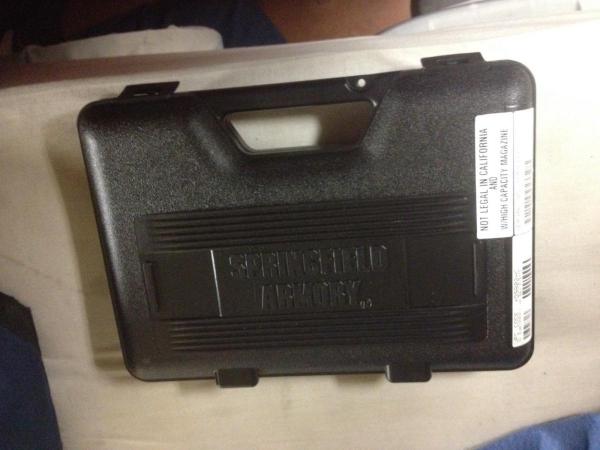 SPRINGFIELD
ARMORY
NOT LEGAL IN CALIFORNIA
AND
W/HIGH CAPACITY MAGAZINE